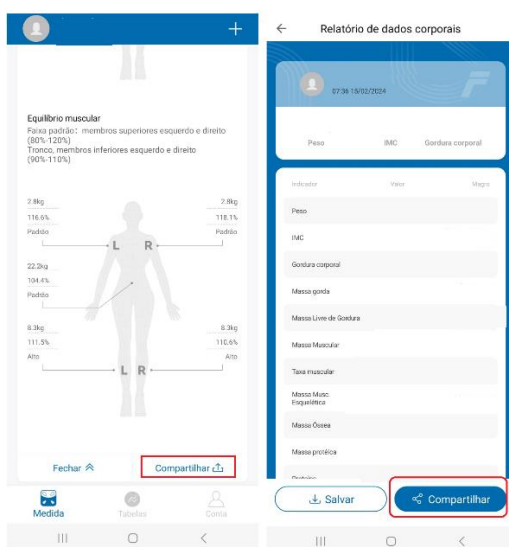 Equilíbrio muscular
Faixa padrão: membros superiores esquerdo e direito
(80%-120%)
Tronco, membros inferiores esquerdo e direito
(90%-110%)
2.8kg
116.6%
Padrão
2.8kg
118.1%
Padrão
L R
22.2kg
104.4%
Padrão
8.3kg
111.5%
Alto
8.3kg
110.6%
Alto
L R
Fechar
Compartilhar
Medida
Tabelas
Conta
Relatório de dados corporais
07:36 15/02/2024
Peso IMC Gordura corporal
Indicador Valor Magro
Peso
IMC
Gordura corporal
Massa gorda
Massa Livre de Gordura
Massa Muscular
Taxa muscular
Massa Musc.
Esquelética
Massa Óssea
Massa protéica
Salvar
Compartilhar